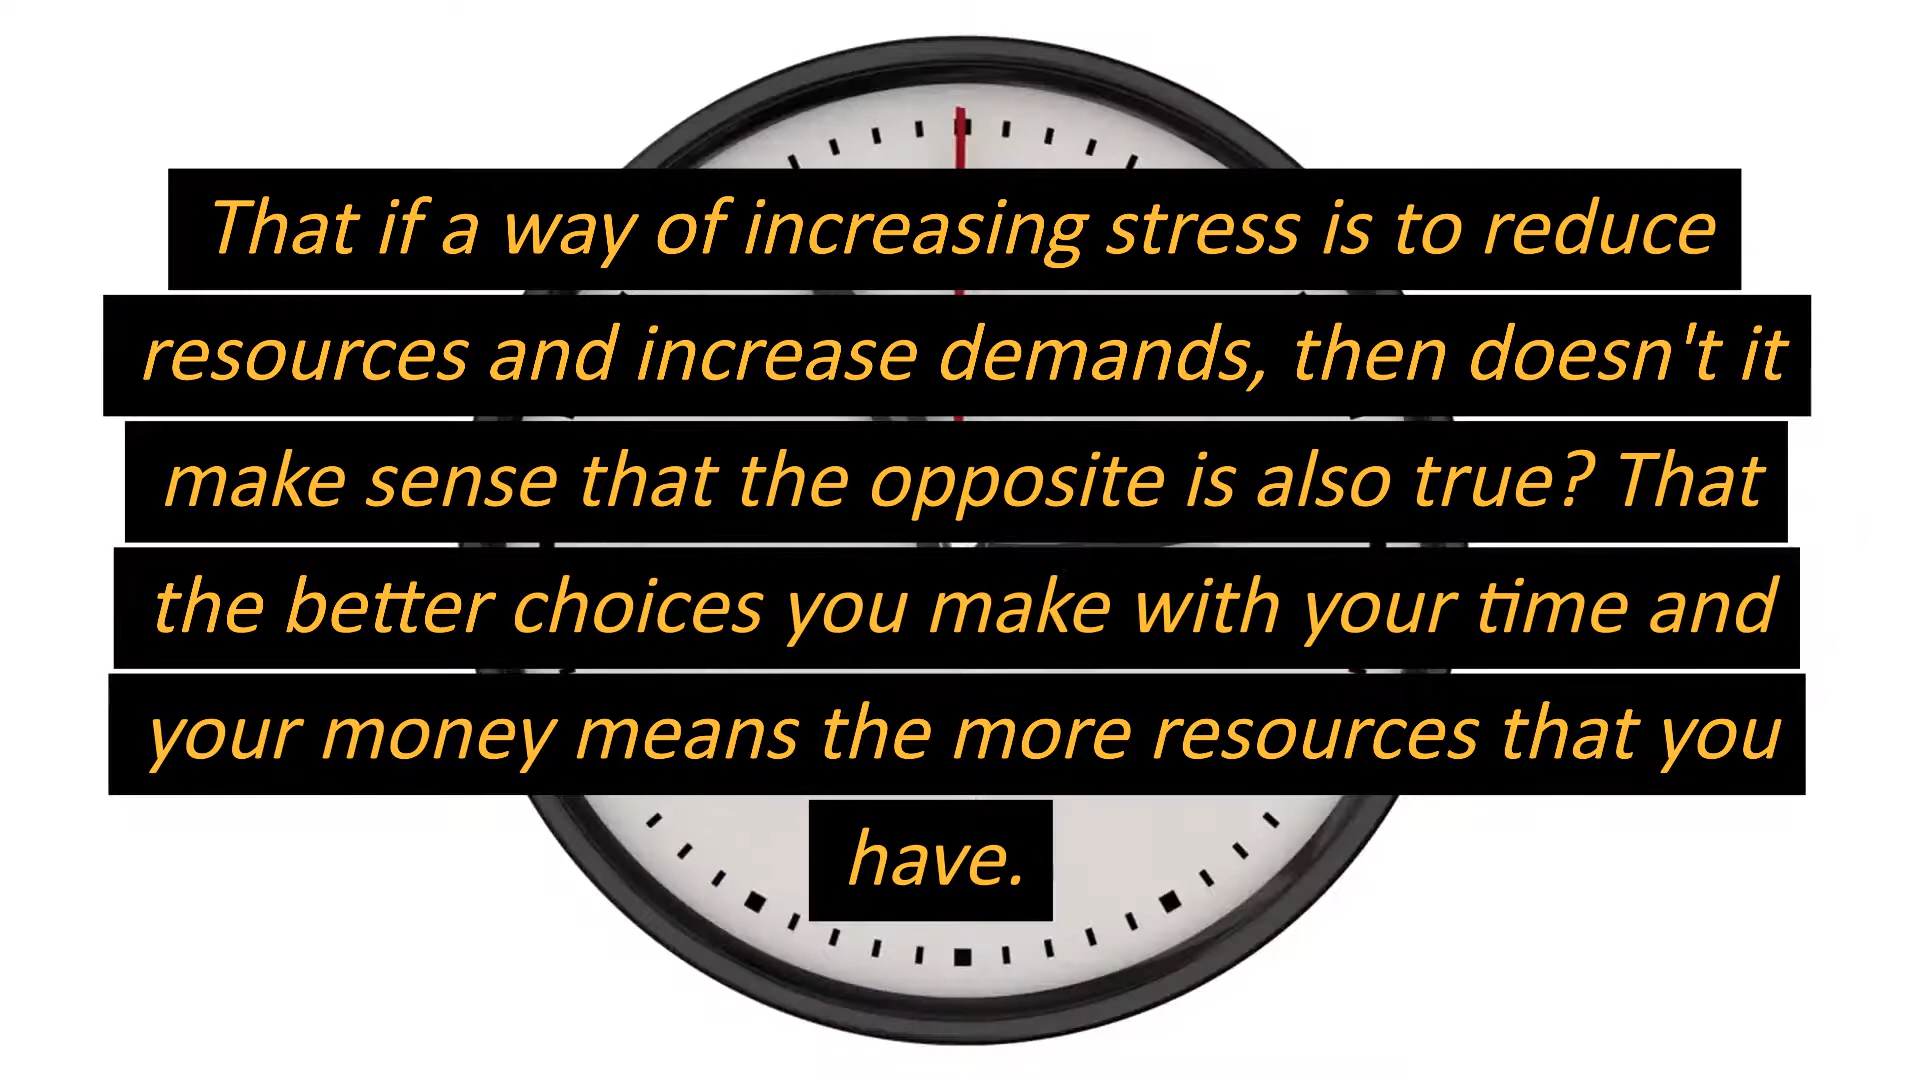 That if a way of increasing stress is to reduce
resources and increase demands, then doesn't it
make sense that the opposite is also true? That
the better choices you make with your time and
your money means the more resources that you
have.